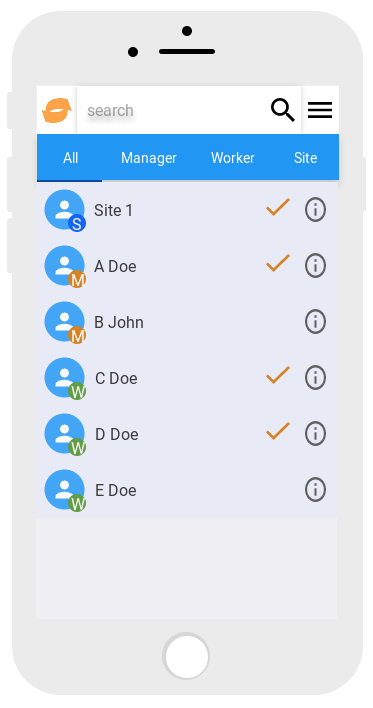 search
All Manager Worker Site
Site 1
S
A Doe
M
B John
M
C Doe
W
D Doe
W
E Doe
W